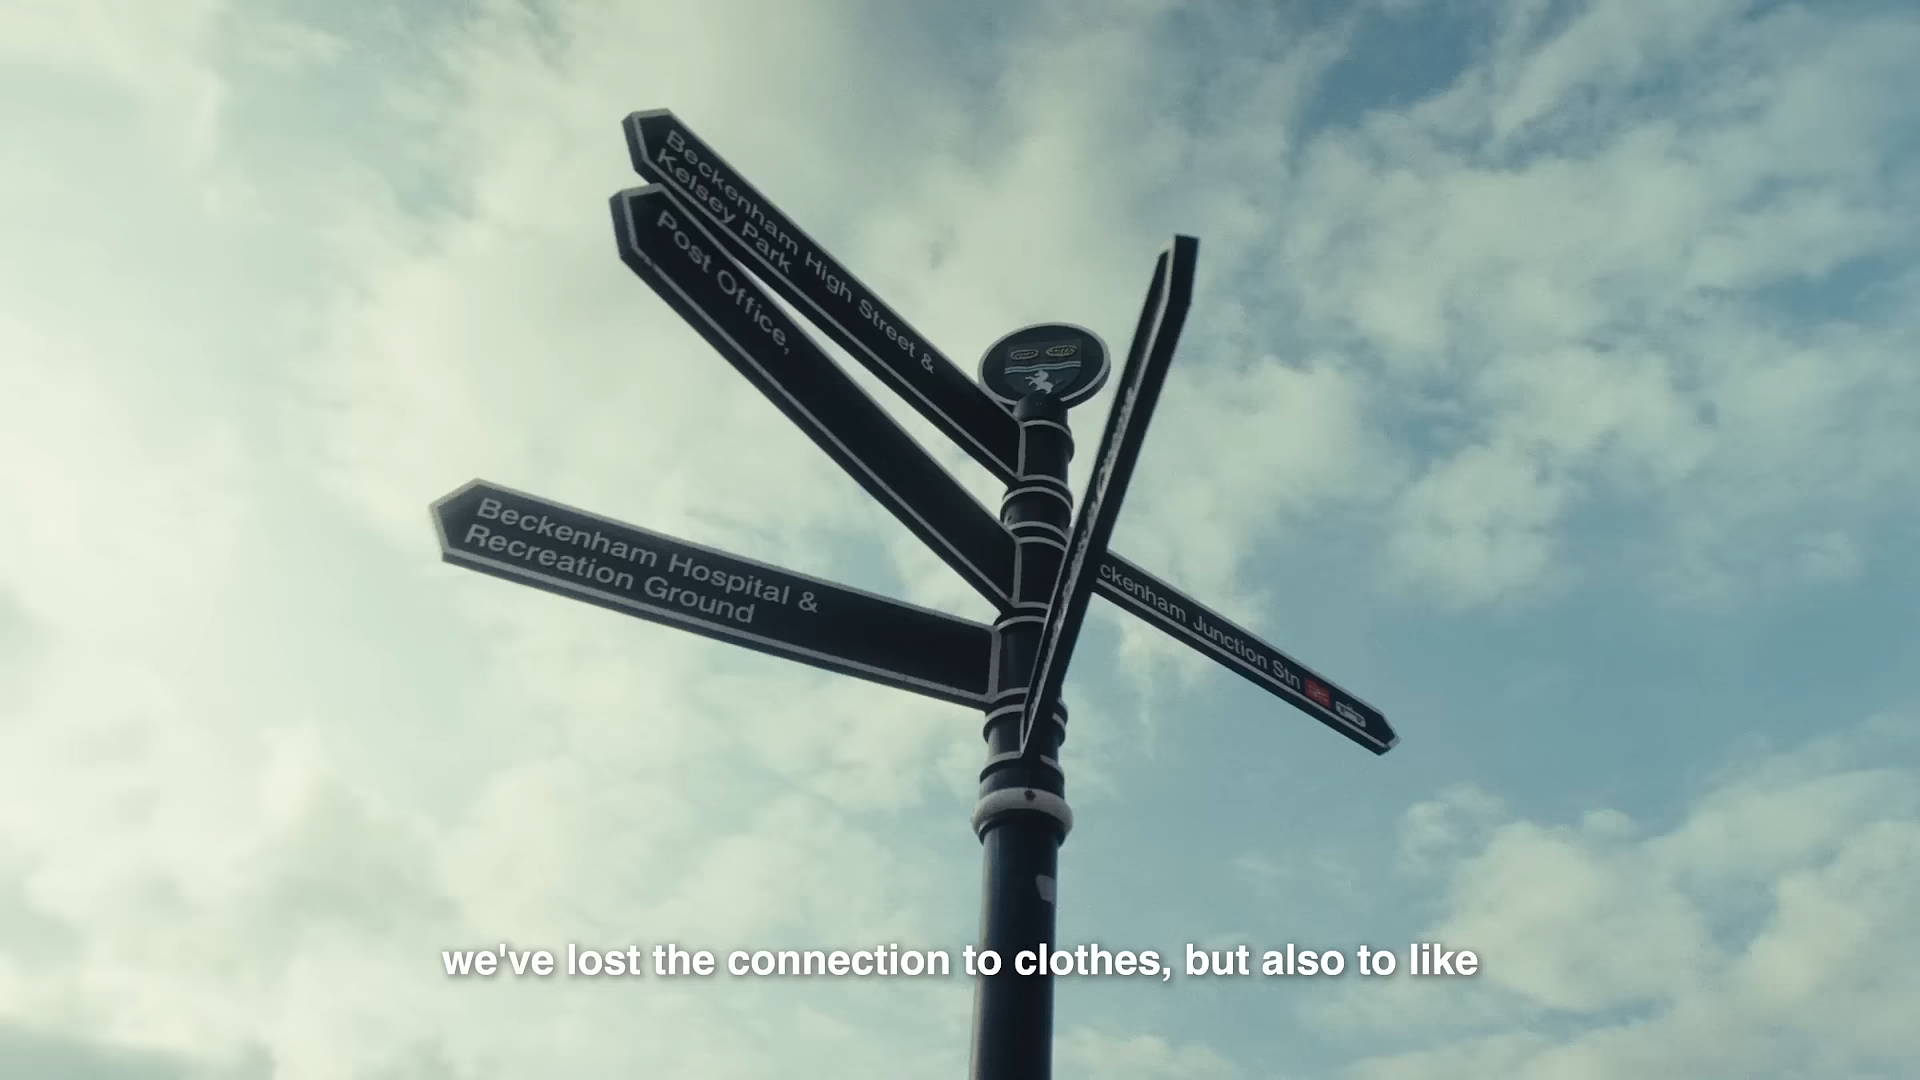 Beckenham High Street &
Kelsey Park
Post Office,
Beckenham Hospital &
Recreation Ground
ckenham Junction Stn
we've lost the connection to clothes, but also to like